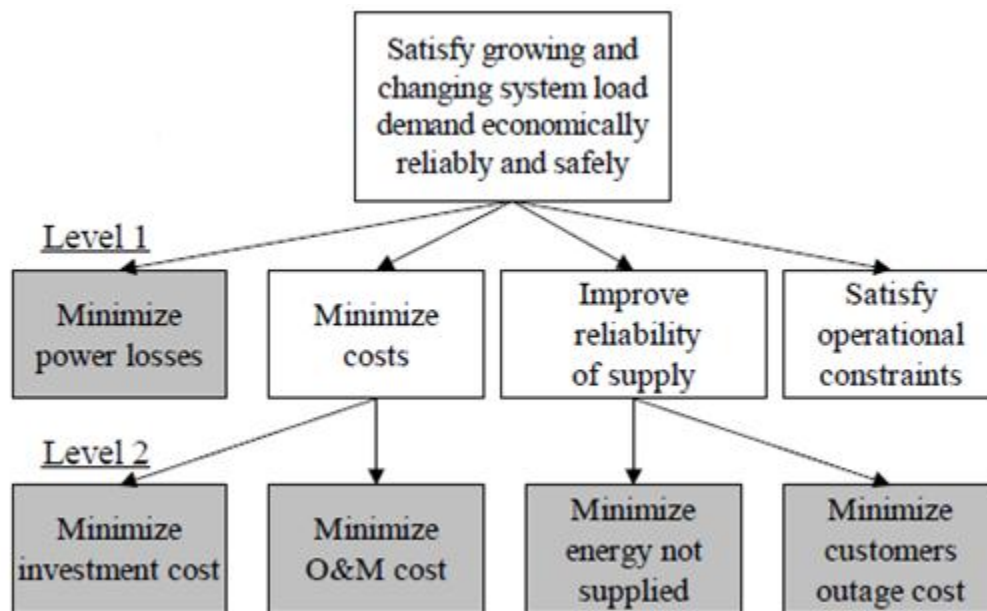 Satisfy growing and
changing system load
demand economically
reliably and safely
Level 1
Minimize
power losses
Minimize
costs
Improve
reliability
of supply
Satisfy
operational
constraints
Level 2
Minimize
investment cost
Minimize
O&M cost
Minimize
energy not
supplied
Minimize
customers
outage cost